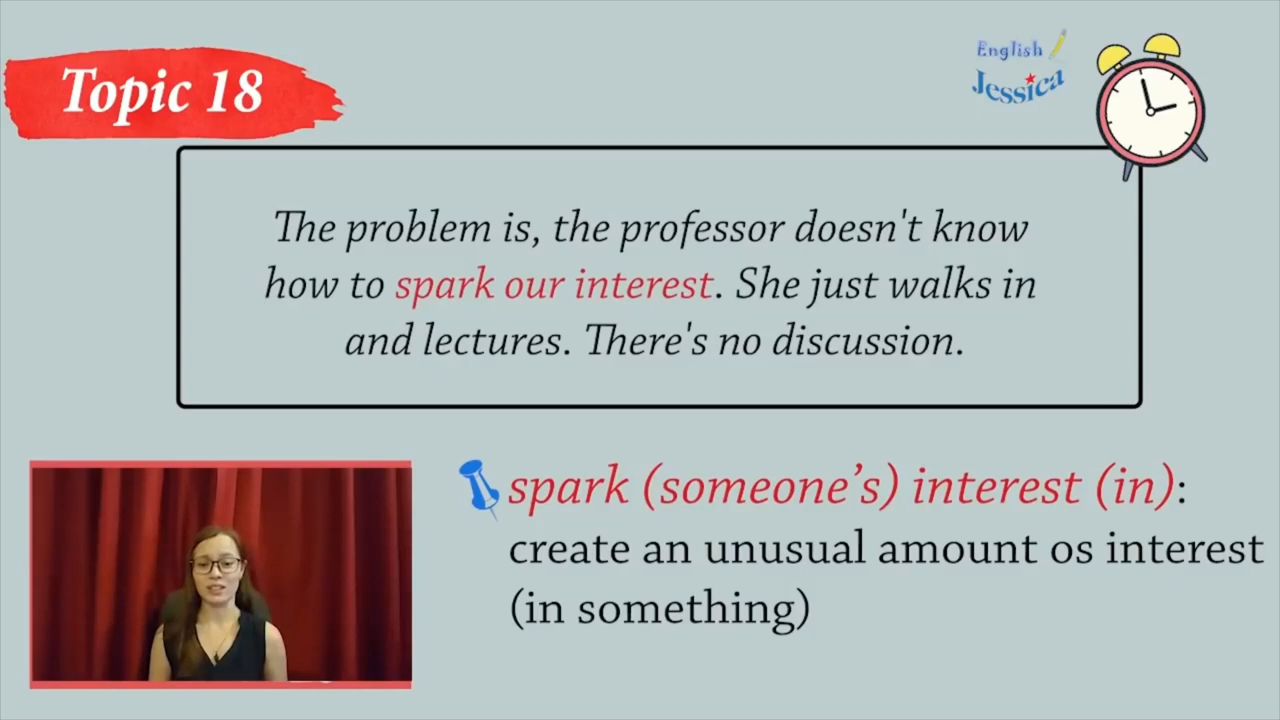 Topic 18
English
Jessica
The problem is, the professor doesn't know
how to spark our interest. She just walks in
and lectures. There's no discussion.
spark (someone’s) interest (in):
create an unusual amount os interest
(in something)